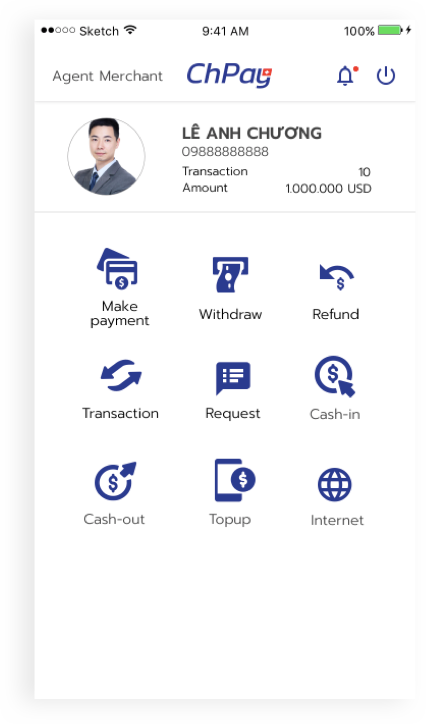 Sketch 9:41 AM 100%
Agent Merchant ChPay
LÊ ANH CHƯƠNG
09888888888
Transaction 10
Amount 1.000.000 USD
Make
payment
Withdraw
Refund
Transaction
Request
Cash-in
Cash-out
Topup
Internet